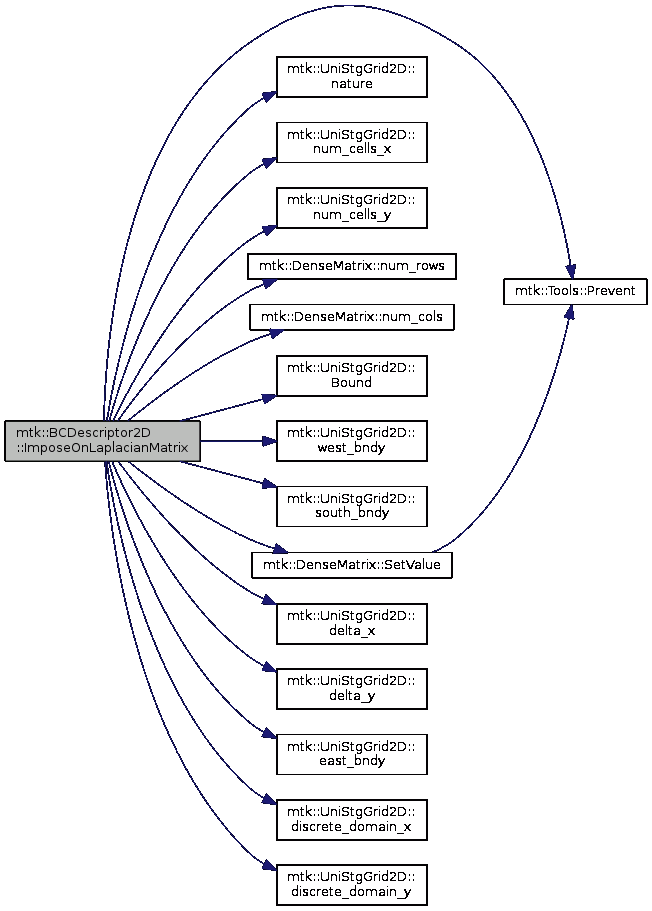 mtk::UniStgGrid2D::
nature
mtk::UniStgGrid2D::
num_cells_x
mtk::UniStgGrid2D::
num_cells_y
mtk::DenseMatrix::num_rows
mtk::Tools::Prevent
mtk::DenseMatrix::num_cols
mtk::UniStgGrid2D::
Bound
mtk::BCDescriptor2D
::ImposeOnLaplacianMatrix
mtk::UniStgGrid2D::
west_bndy
mtk::UniStgGrid2D::
south_bndy
mtk::DenseMatrix::SetValue
mtk::UniStgGrid2D::
delta_x
mtk::UniStgGrid2D::
delta_y
mtk::UniStgGrid2D::
east_bndy
mtk::UniStgGrid2D::
discrete_domain_x
mtk::UniStgGrid2D::
discrete_domain_y